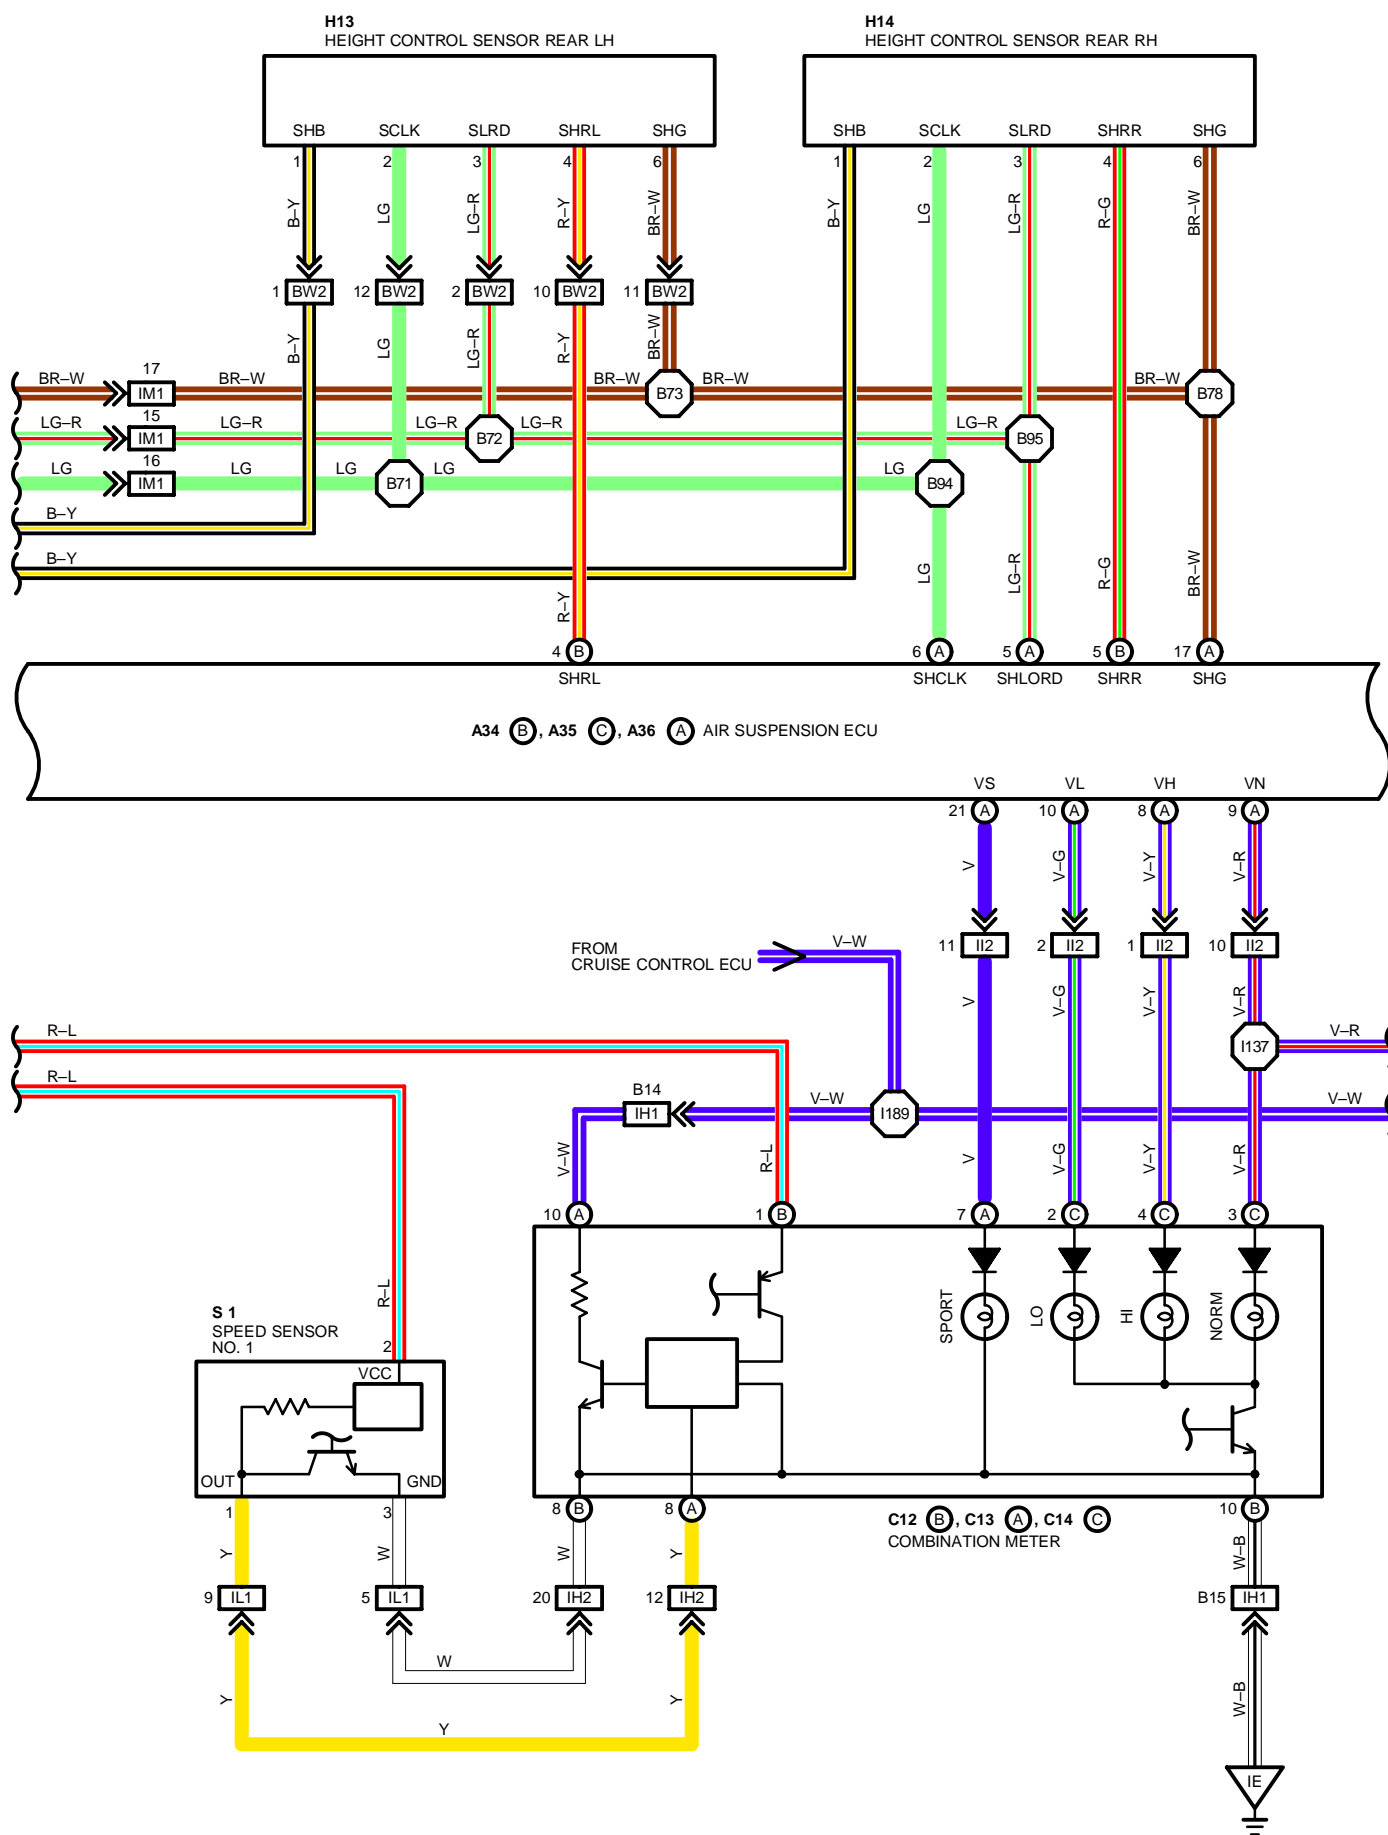 H13
HEIGHT CONTROL SENSOR REAR LH
H14
HEIGHT CONTROL SENSOR REAR RH
SHB SCLK SLRD SHRL SHG
SHB SCLK SLRD SHRR SHG
1 2 3 4 6
1 2 3 4 6
B–Y LG LG–R R–Y BR–W
B–Y LG LG–R R–G BR–W
1 BW2 12 BW2 2 BW2 10 BW2 11 BW2
B–Y LG LG–R R–Y BR–W
BR–W 17 IM1 BR–W BR–W B73 BR–W BR–W B78
LG–R 15 IM1 LG–R LG–R B72 LG–R LG–R B95
LG 16 IM1 LG LG B71 LG LG B94
B–Y
B–Y
R–Y LG LG–R R–G BR–W
4 B 6 A 5 A 5 B 17 A
SHRL SHCLK SHLORD SHRR SHG
A34 B , A35 C , A36 A AIR SUSPENSION ECU
VS VL VH VN
21 A 10 A 8 A 9 A
V V–G V–Y V–R
FROM
CRUISE CONTROL ECU
V–W
11 II2 2 II2 1 II2 10 II2
V V–G V–Y V–R
R–L
I137 V–R
R–L
B14
IH1 V–W I189 V–W
V–W R–L V V–G V–Y V–R
10 A 1 B 7 A 2 C 4 C 3 C
R–L
S 1
SPEED SENSOR
NO. 1
2
VCC
SPORT LO HI NORM
OUT GND
1 3
8 B 8 A
C12 B , C13 A , C14 C
COMBINATION METER
10 B
Y W W Y W–B
9 IL1 5 IL1 20 IH2 12 IH2 B15 IH1
W
Y Y W–B
Y
IE